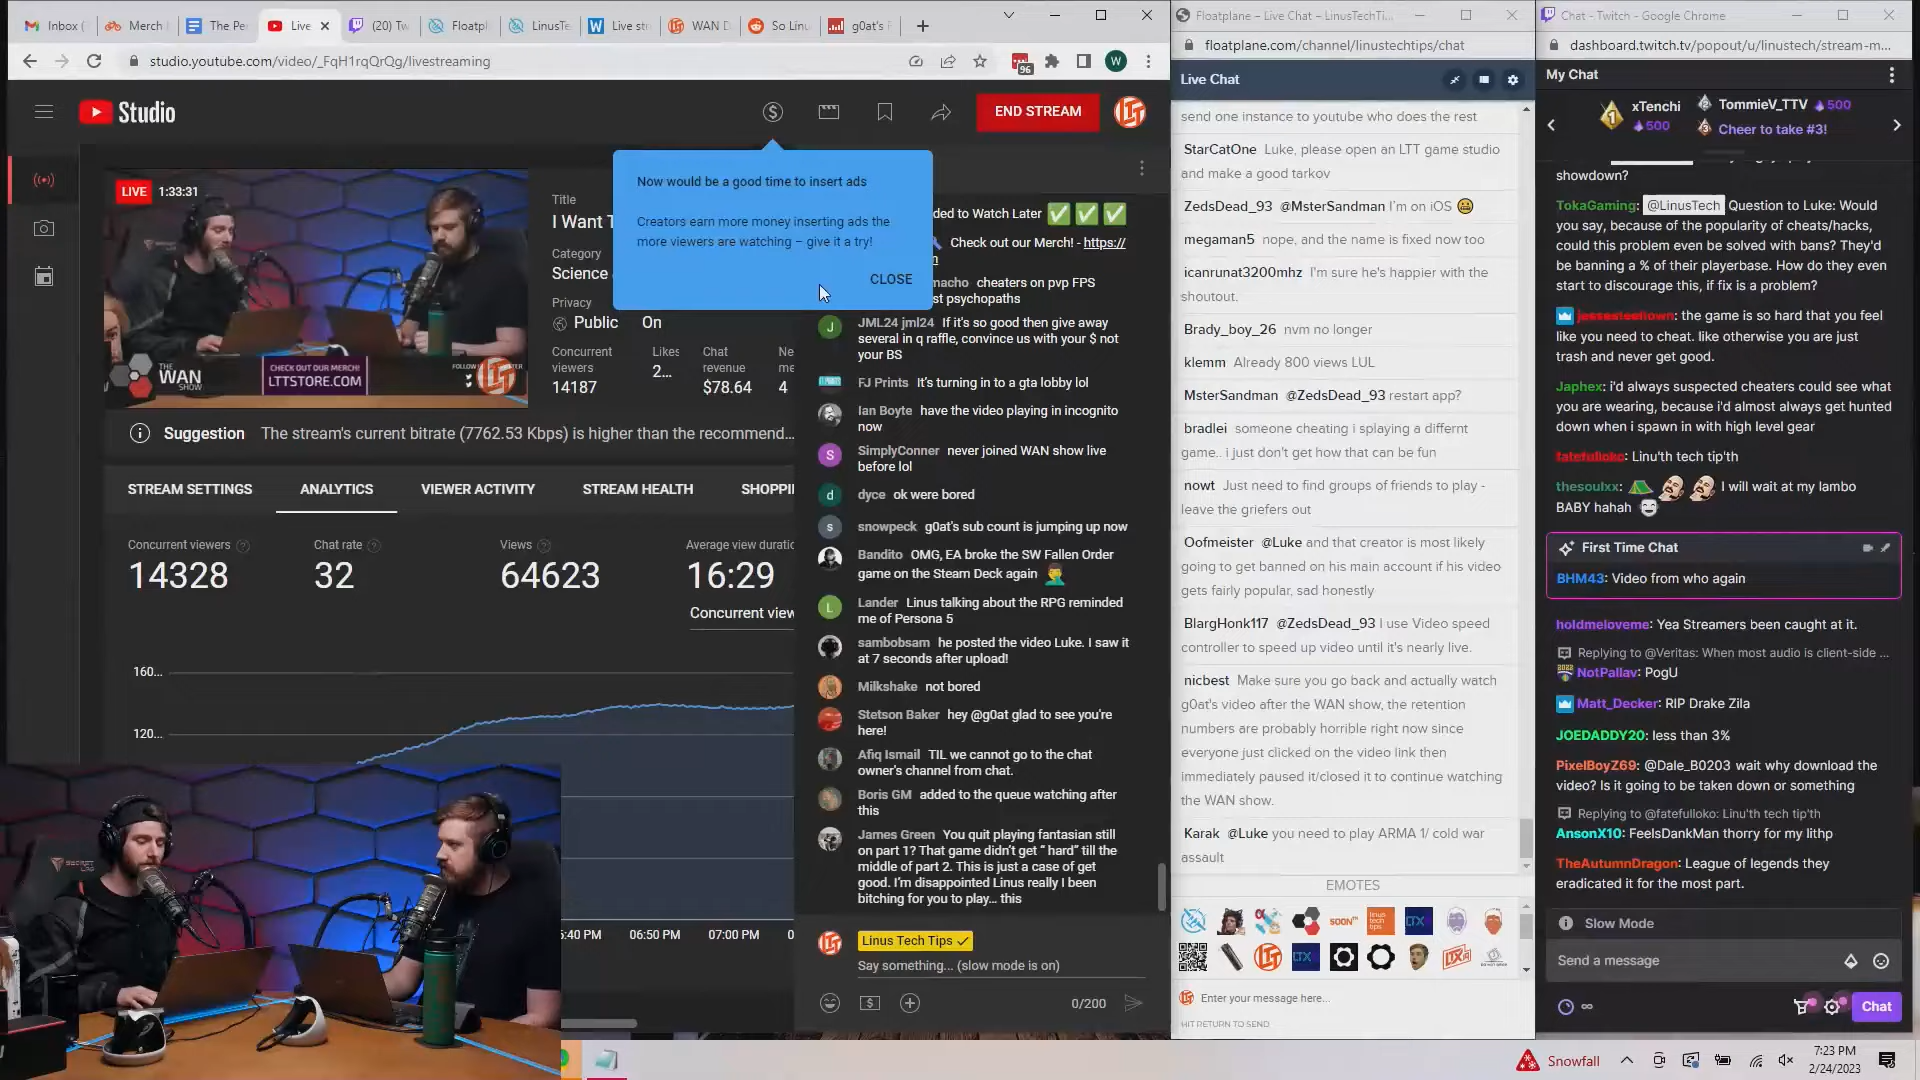 Inbox (
Merch
The Per
Live
(20) Tw
Floatpl
LinusTe
Live str
WAN D
So Linu
g0at's
studio.youtube.com/video/_FqH1rqQrQg/livestreaming
96
W
Studio
END STREAM
LIVE 1:33:31
THE WAN SHOW
CHECK OUT OUR MERCH!
LTTSTORE.COM
Title
I Want T
Category
Science
Privacy
Public
On
Concurrent viewers
14187
Likes
2...
Chat revenue
$78.64
Ne
me
4
Now would be a good time to insert ads
Creators earn more money inserting ads the
more viewers are watching – give it a try!
CLOSE
Suggestion The stream's current bitrate (7762.53 Kbps) is higher than the recommend...
STREAM SETTINGS
ANALYTICS
VIEWER ACTIVITY
STREAM HEALTH
SHOPPI
Concurrent viewers
14328
Chat rate
32
Views
64623
Average view duratic
16:29
Concurrent view
160...
120...
5:40 PM
06:50 PM
07:00 PM
0
ded to Watch Later ✅ ✅ ✅
Check out our Merch! - https://
n
macho cheaters on pvp FPS
st psychopaths
JML24 jml24 If it's so good then give away
several in q raffle, convince us with your $ not
your BS
FJ Prints It's turning in to a gta lobby lol
Ian Boyte have the video playing in incognito
now
SimplyConner never joined WAN show live
before lol
dyce ok were bored
snowpeck g0at's sub count is jumping up now
Bandito OMG, EA broke the SW Fallen Order
game on the Steam Deck again
Lander Linus talking about the RPG reminded
me of Persona 5
sambobsam he posted the video Luke. I saw it
at 7 seconds after upload!
Milkshake not bored
Stetson Baker hey @g0at glad to see you're
here!
Afiq Ismail TIL we cannot go to the chat
owner's channel from chat.
Boris GM added to the queue watching after
this
James Green You quit playing fantasian still
on part 1? That game didn't get “ hard” till the
middle of part 2. This is just a case of get
good. I'm disappointed Linus really I been
bitching for you to play... this
Linus Tech Tips
Say something... (slow mode is on)
0/200
Floatplane – Live Chat – LinusTechTi...
floatplane.com/channel/linustechtips/chat
Live Chat
send one instance to youtube who does the rest
StarCatOne Luke, please open an LTT game studio
and make a good tarkov
ZedsDead_93 @MsterSandman I'm on iOS
megaman5 nope, and the name is fixed now too
icanrunat3200mhz I'm sure he's happier with the
shoutout.
Brady_boy_26 nvm no longer
klemm Already 800 views LUL
MsterSandman @ZedsDead_93 restart app?
bradlei someone cheating i splaying a differnt
game.. i just don't get how that can be fun
nowt Just need to find groups of friends to play -
leave the griefers out
Oofmeister @Luke and that creator is most likely
going to get banned on his main account if his video
gets fairly popular, sad honestly
BlargHonk117 @ZedsDead_93 I use Video speed
controller to speed up video until it's nearly live.
nicbest Make sure you go back and actually watch
g0at's video after the WAN show, the retention
numbers are probably horrible right now since
everyone just clicked on the video link then
immediately paused it/closed it to continue watching
the WAN show.
Karak @Luke you need to play ARMA 1/ cold war
assault
EMOTES
Enter your message here...
HIT RETURN TO SEND
Chat - Twitch - Google Chrome
dashboard.twitch.tv/popout/u/linustech/stream-m...
My Chat
1 xTenchi 500
2 TommieV_TTV 500
3 Cheer to take #3!
showdown?
TokaGaming: @LinusTech Question to Luke: Would
you say, because of the popularity of cheats/hacks,
could this problem even be solved with bans? They'd
be banning a % of their playerbase. How do they even
start to discourage this, if fix is a problem?
: the game is so hard that you feel
like you need to cheat. like otherwise you are just
trash and never get good.
Japhex: i'd always suspected cheaters could see what
you are wearing, because i'd almost always get hunted
down when i spawn in with high level gear
fatefulloko: Linu'th tech tip'th
thesoulxx: I will wait at my lambo
BABY hahah
First Time Chat
BHM43: Video from who again
holdmeloveme: Yea Streamers been caught at it.
Replying to @Veritas: When most audio is client-side ...
NotPallav: PogU
Matt_Decker: RIP Drake Zila
JOEDADDY20: less than 3%
PixelBoyZ69: @Dale_B0203 wait why download the
video? Is it going to be taken down or something
Replying to @fatefulloko: Linu'th tech tip'th
AnsonX10: FeelsDankMan thorry for my lithp
TheAutumnDragon: League of legends they
eradicated it for the most part.
Slow Mode
Send a message
Chat
Snowfall
7:23 PM
2/24/2023